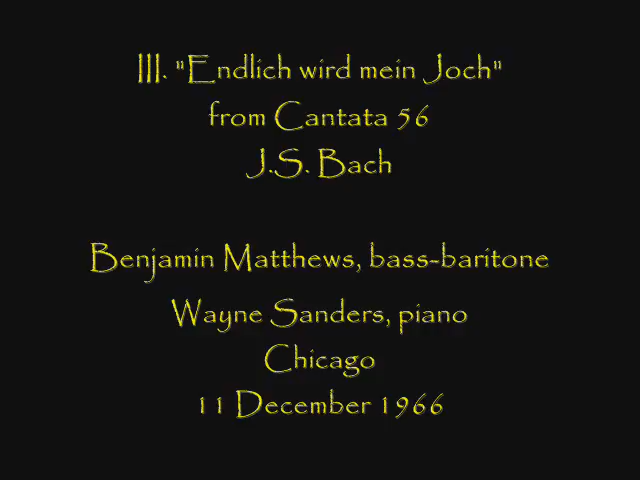 III. "Endlich wird mein Joch"
from Cantata 56
J.S. Bach
Benjamin Matthews, bass-baritone
Wayne Sanders, piano
Chicago
11 December 1966